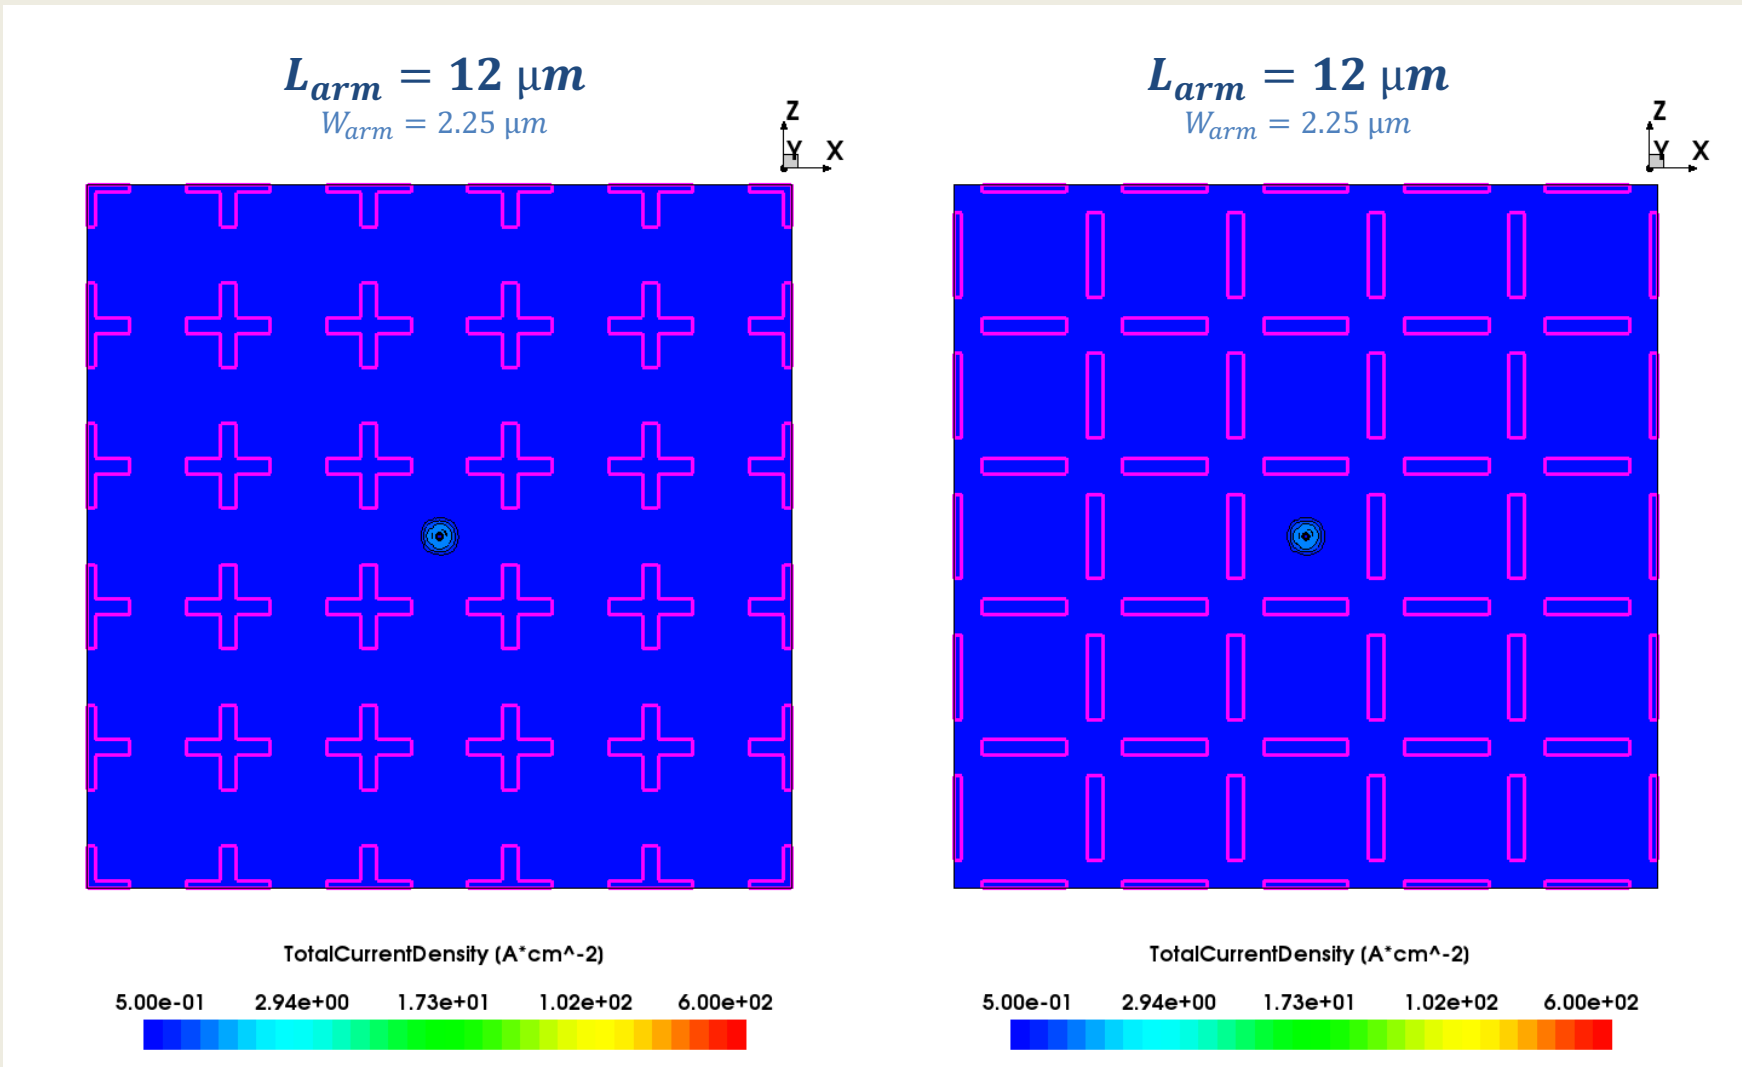 L_arm = 12 μm
W_arm = 2.25 μm
Z
Y X
TotalCurrentDensity (A*cm^-2)
5.00e-01 2.94e+00 1.73e+01 1.02e+02 6.00e+02
L_arm = 12 μm
W_arm = 2.25 μm
Z
Y X
TotalCurrentDensity (A*cm^-2)
5.00e-01 2.94e+00 1.73e+01 1.02e+02 6.00e+02